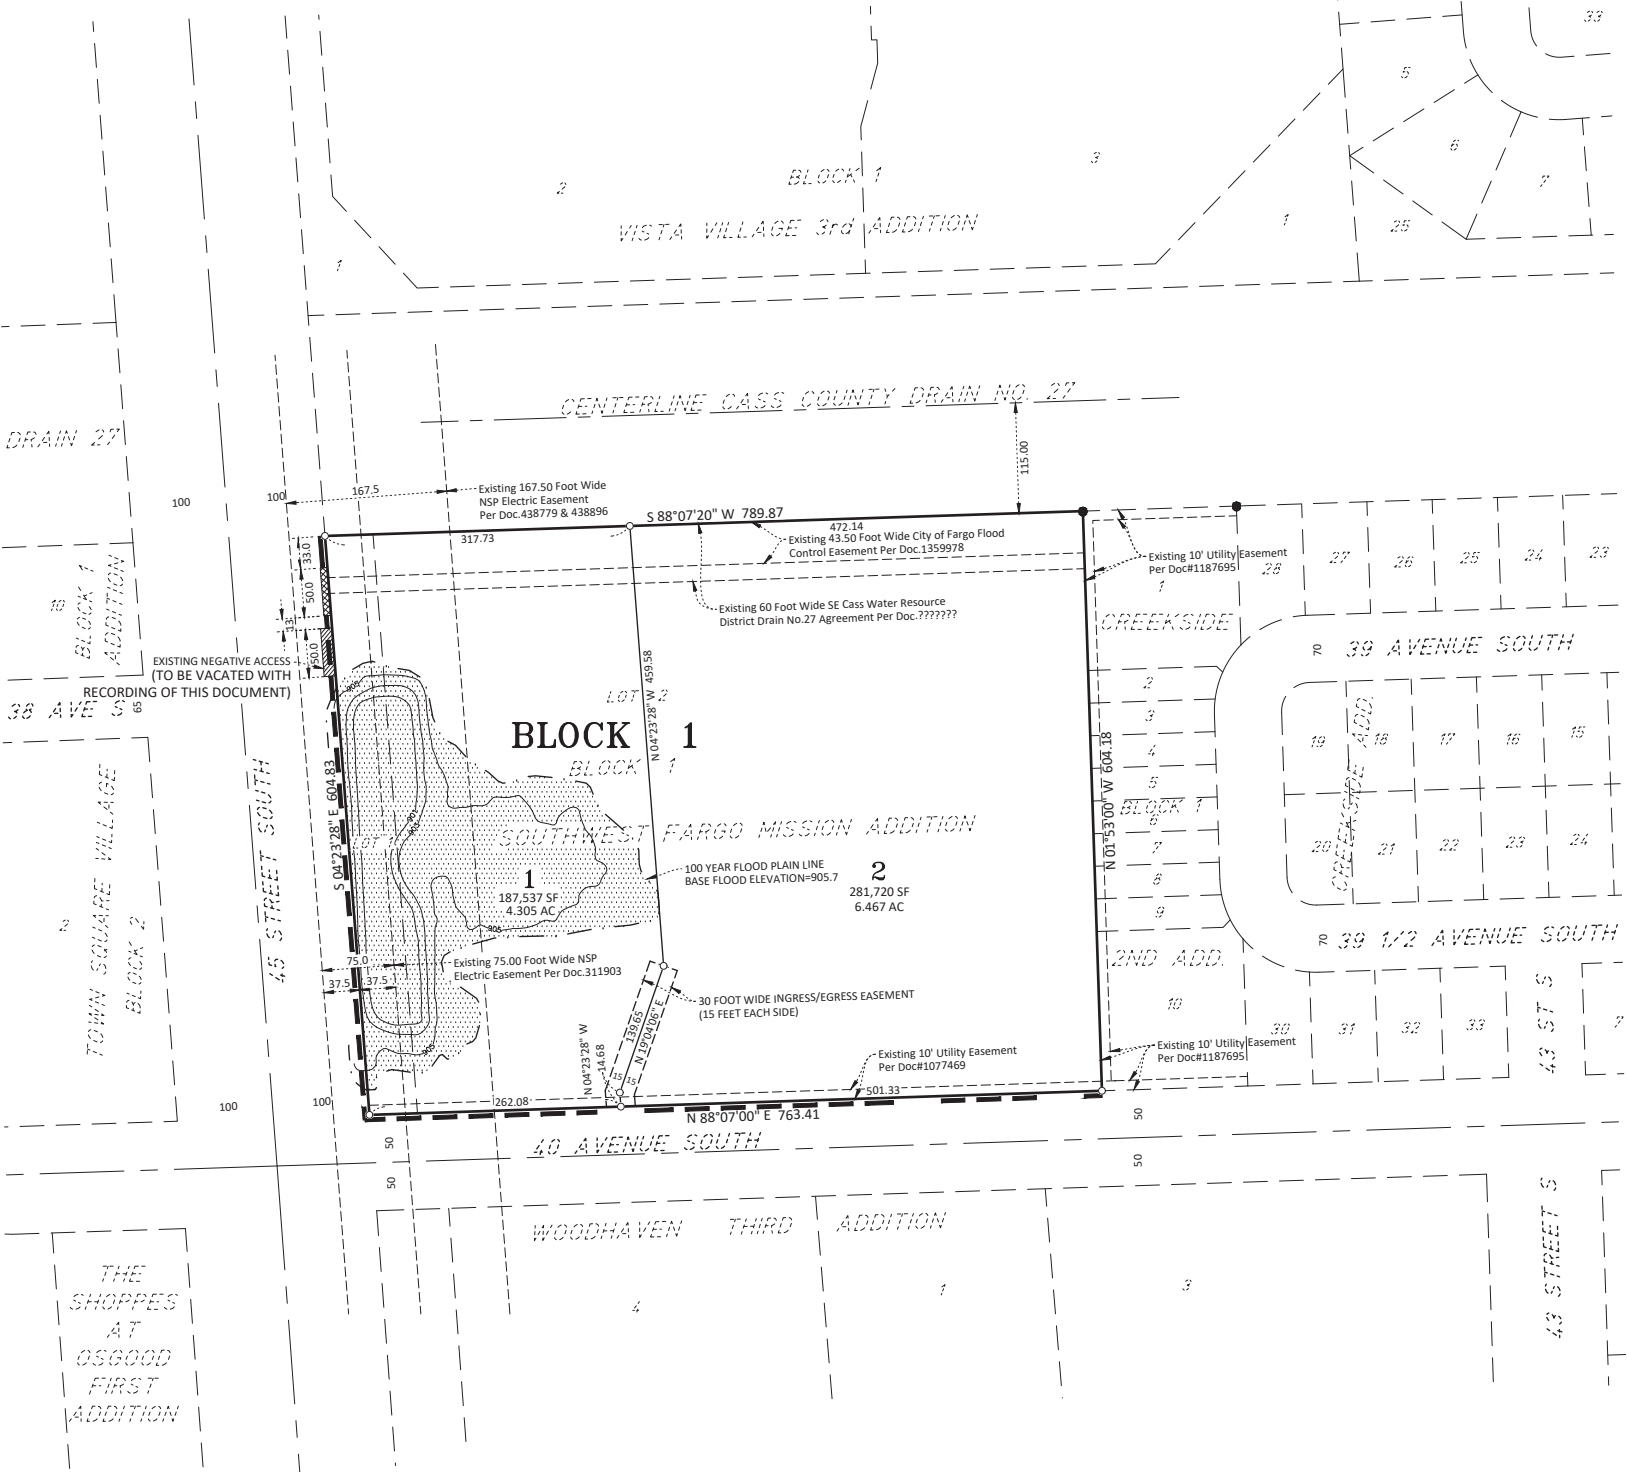 33
5
6
7
25
1
3
BLOCK 1
2
VISTA VILLAGE 3rd ADDITION
1
CENTERLINE CASS COUNTY DRAIN NO. 27
115.00
DRAIN 27
100
100
167.5
Existing 167.50 Foot Wide
NSP Electric Easement
Per Doc.438779 & 438896
S 88°07'20" W 789.87
317.73
472.14
Existing 43.50 Foot Wide City of Fargo Flood
Control Easement Per Doc.1359978
Existing 60 Foot Wide SE Cass Water Resource
District Drain No.27 Agreement Per Doc.???????
Existing 10' Utility Easement
Per Doc#1187695
1
28
27
26
25
24
23
CREEKSIDE
70
39 AVENUE SOUTH
33.0
50.0
13
50.0
10
BLOCK 1
ADDITION
EXISTING NEGATIVE ACCESS
(TO BE VACATED WITH
RECORDING OF THIS DOCUMENT)
38 AVE S
65
905
LOT 2
N 04°23'28" W 459.58
BLOCK 1
BLOCK 1
SOUTHWEST FARGO MISSION ADDITION
LOT 1
901
905
100 YEAR FLOOD PLAIN LINE
BASE FLOOD ELEVATION=905.7
1
187,537 SF
4.305 AC
2
281,720 SF
6.467 AC
905
S 04°23'28" E 604.83
N 01°53'00" W 604.18
2
3
4
5
BLOCK 1
6
7
8
9
2ND ADD.
10
CREEKSIDE ADD.
19
18
17
16
15
20
21
22
23
24
70
39 1/2 AVENUE SOUTH
30
31
32
33
7
43 ST S
45 STREET SOUTH
TOWN SQUARE VILLAGE
BLOCK 2
2
75.0
37.5
37.5
Existing 75.00 Foot Wide NSP
Electric Easement Per Doc.311903
905
30 FOOT WIDE INGRESS/EGRESS EASEMENT
(15 FEET EACH SIDE)
139.65
N 19°04'06" E
15
15
N 04°23'28" W
14.68
Existing 10' Utility Easement
Per Doc#1077469
Existing 10' Utility Easement
Per Doc#1187695
262.08
501.33
N 88°07'00" E 763.41
100
100
50
50
50
50
40 AVENUE SOUTH
WOODHAVEN THIRD ADDITION
4
1
3
43 STREET S
THE
SHOPPES
AT
OSGOOD
FIRST
ADDITION